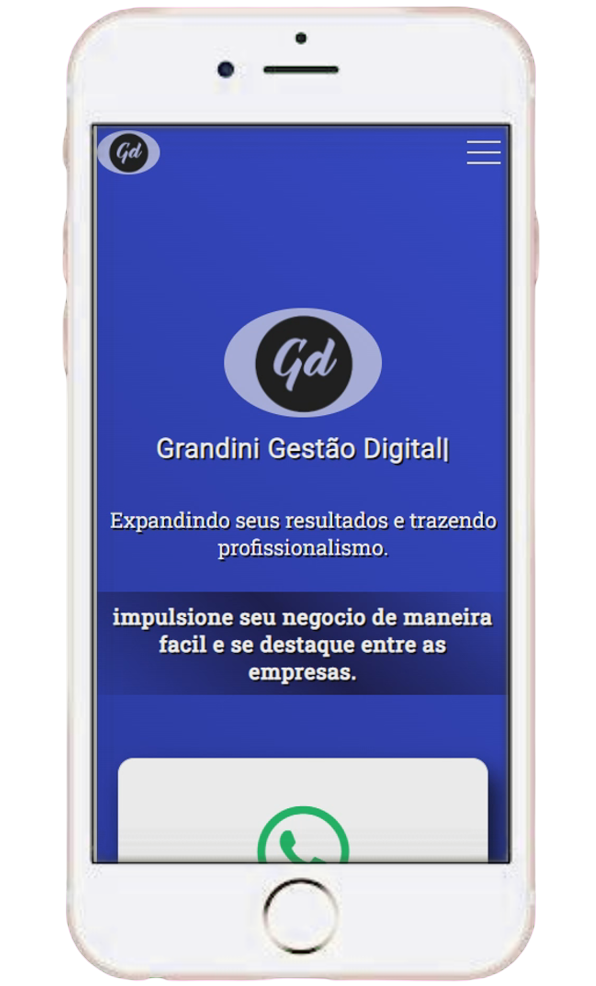 Gd
Gd
Grandini Gestão Digital|
Expandindo seus resultados e trazendo
profissionalismo.
impulsione seu negocio de maneira
facil e se destaque entre as
empresas.